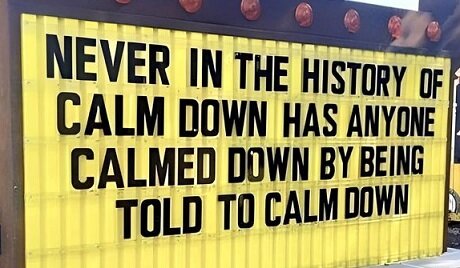 NEVER IN THE HISTORY OF
CALM DOWN HAS ANYONE
CALMED DOWN BY BEING
TOLD TO CALM DOWN